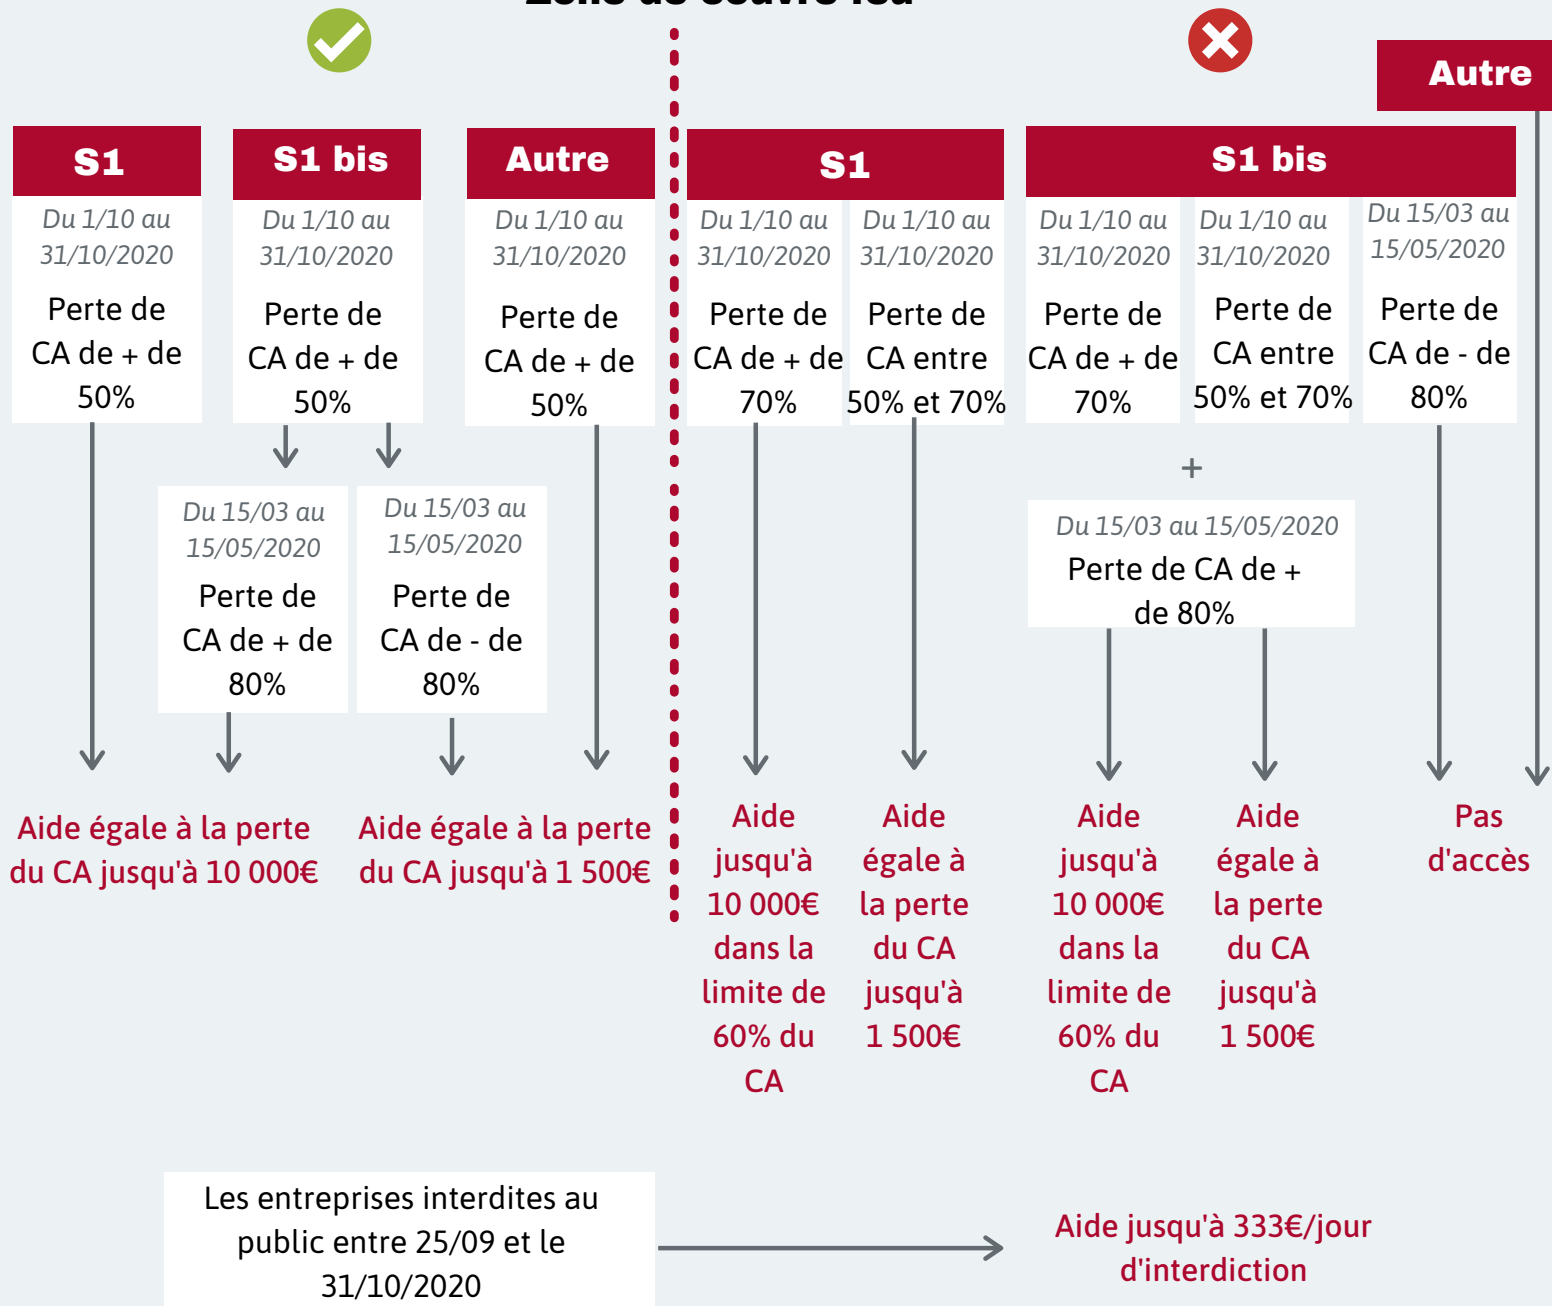 Zone de couvre feu
Autre
S1
Du 1/10 au
31/10/2020
Perte de
CA de + de
50%
S1 bis
Du 1/10 au
31/10/2020
Perte de
CA de + de
50%
Autre
Du 1/10 au
31/10/2020
Perte de
CA de + de
50%
S1
Du 1/10 au
31/10/2020
Perte de
CA de + de
70%
Du 1/10 au
31/10/2020
Perte de
CA entre
50% et 70%
S1 bis
Du 1/10 au
31/10/2020
Perte de
CA de + de
70%
Du 1/10 au
31/10/2020
Perte de
CA entre
50% et 70%
Du 15/03 au
15/05/2020
Perte de
CA de - de
80%
Du 15/03 au
15/05/2020
Perte de
CA de + de
80%
Du 15/03 au
15/05/2020
Perte de
CA de - de
80%
+
Du 15/03 au 15/05/2020
Perte de CA de +
de 80%
Aide égale à la perte
du CA jusqu'à 10 000€
Aide égale à la perte
du CA jusqu'à 1 500€
Aide
jusqu'à
10 000€
dans la
limite de
60% du
CA
Aide
égale à
la perte
du CA
jusqu'à
1 500€
Aide
jusqu'à
10 000€
dans la
limite de
60% du
CA
Aide
égale à
la perte
du CA
jusqu'à
1 500€
Pas
d'accès
Les entreprises interdites au
public entre 25/09 et le
31/10/2020
Aide jusqu'à 333€/jour
d'interdiction